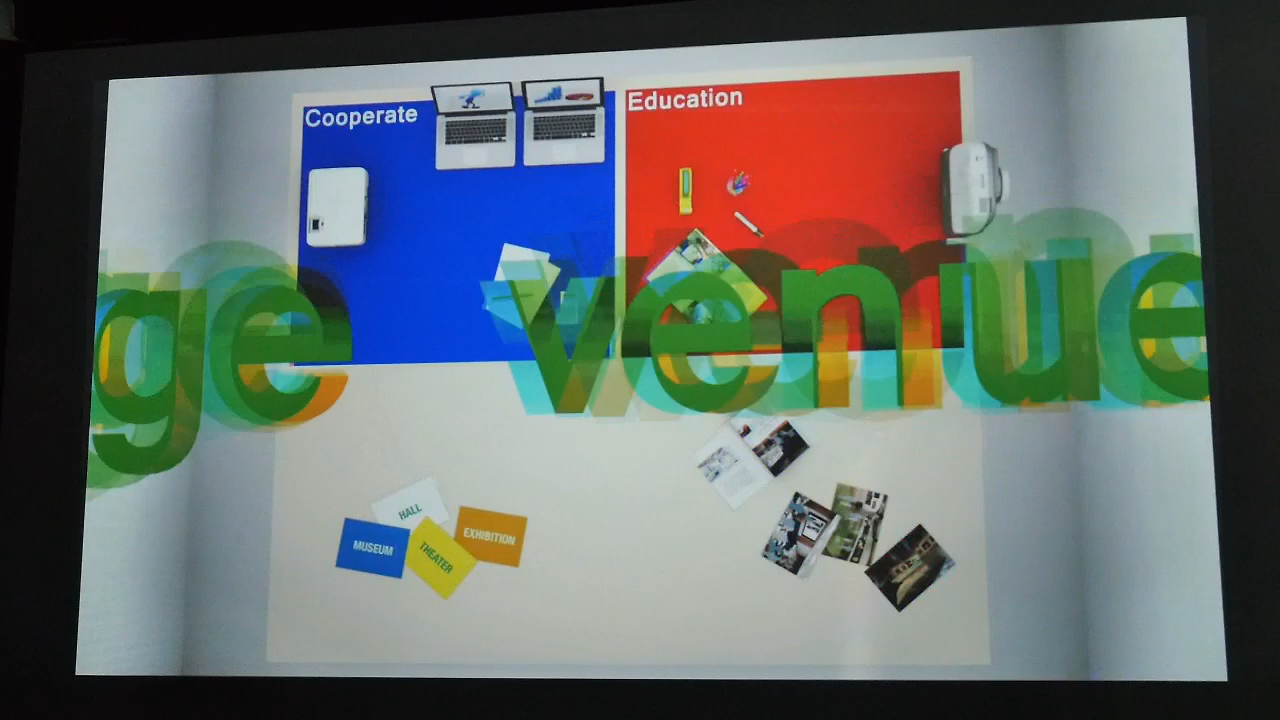 Cooperate
Education
ge venue
HALL
MUSEUM
THEATER
EXHIBITION